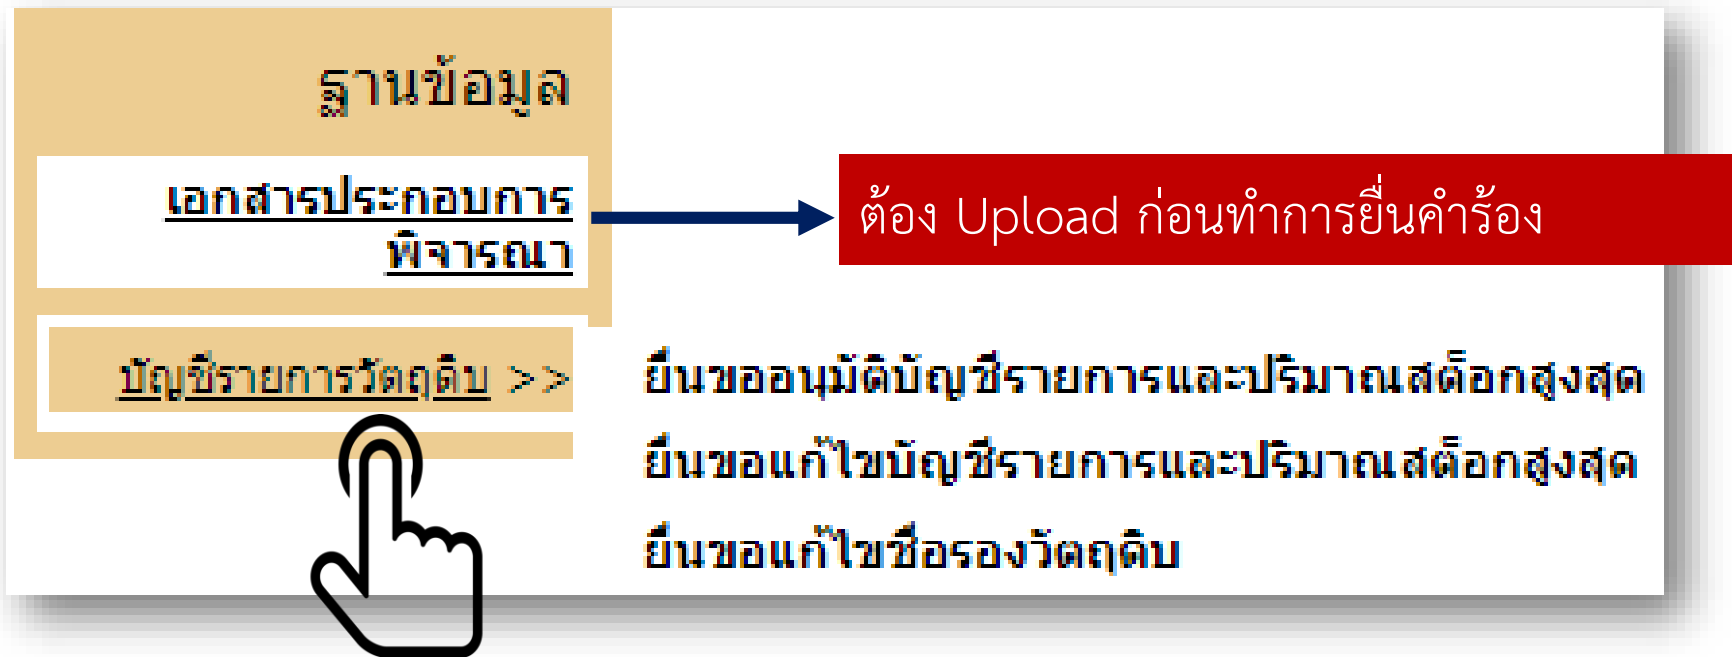 ฐานข้อมูล
เอกสารประกอบการ
พิจารณา
ต้อง Upload ก่อนทำการยื่นคำร้อง
บัญชีรายการวัตถุดิบ >>
ยื่นขออนุมัติบัญชีรายการและปริมาณสต็อกสูงสุด
ยื่นขอแก้ไขบัญชีรายการและปริมาณสต็อกสูงสุด
ยื่นขอแก้ไขชื่อรองวัตถุดิบ